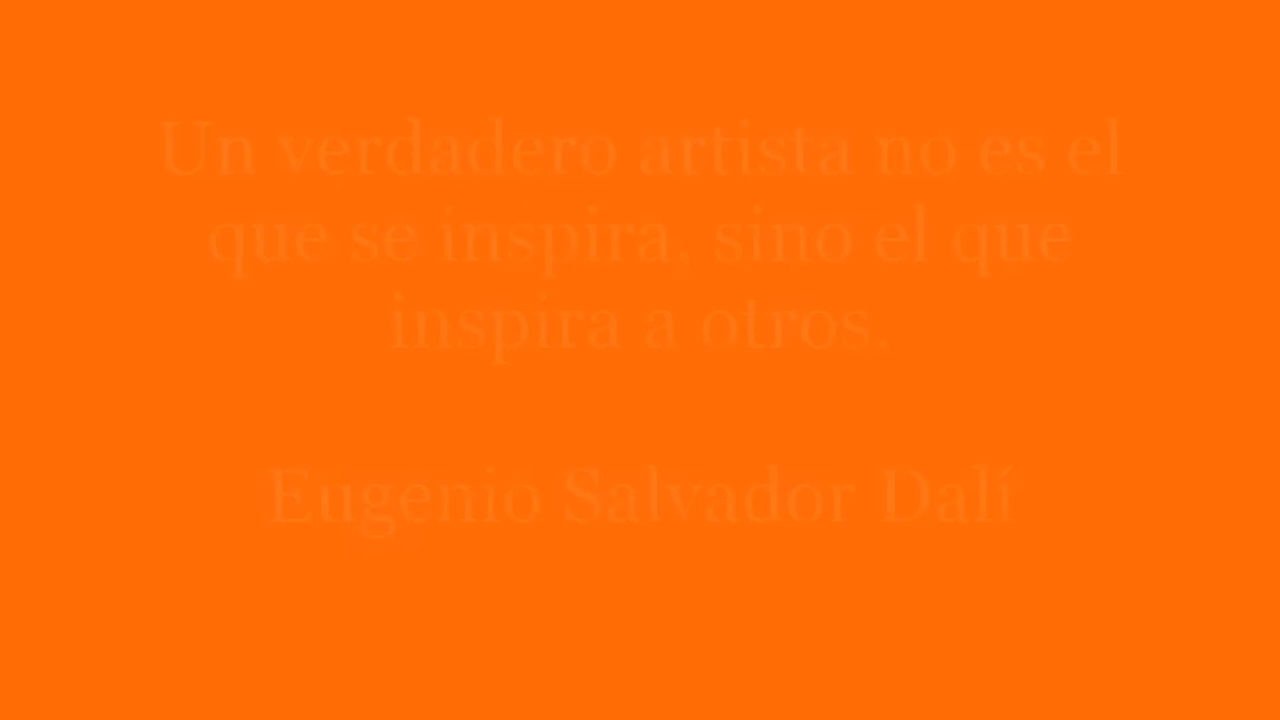 Un verdadero artista no es el
que se inspira, sino el que
inspira a otros.
Eugenio Salvador Dalí